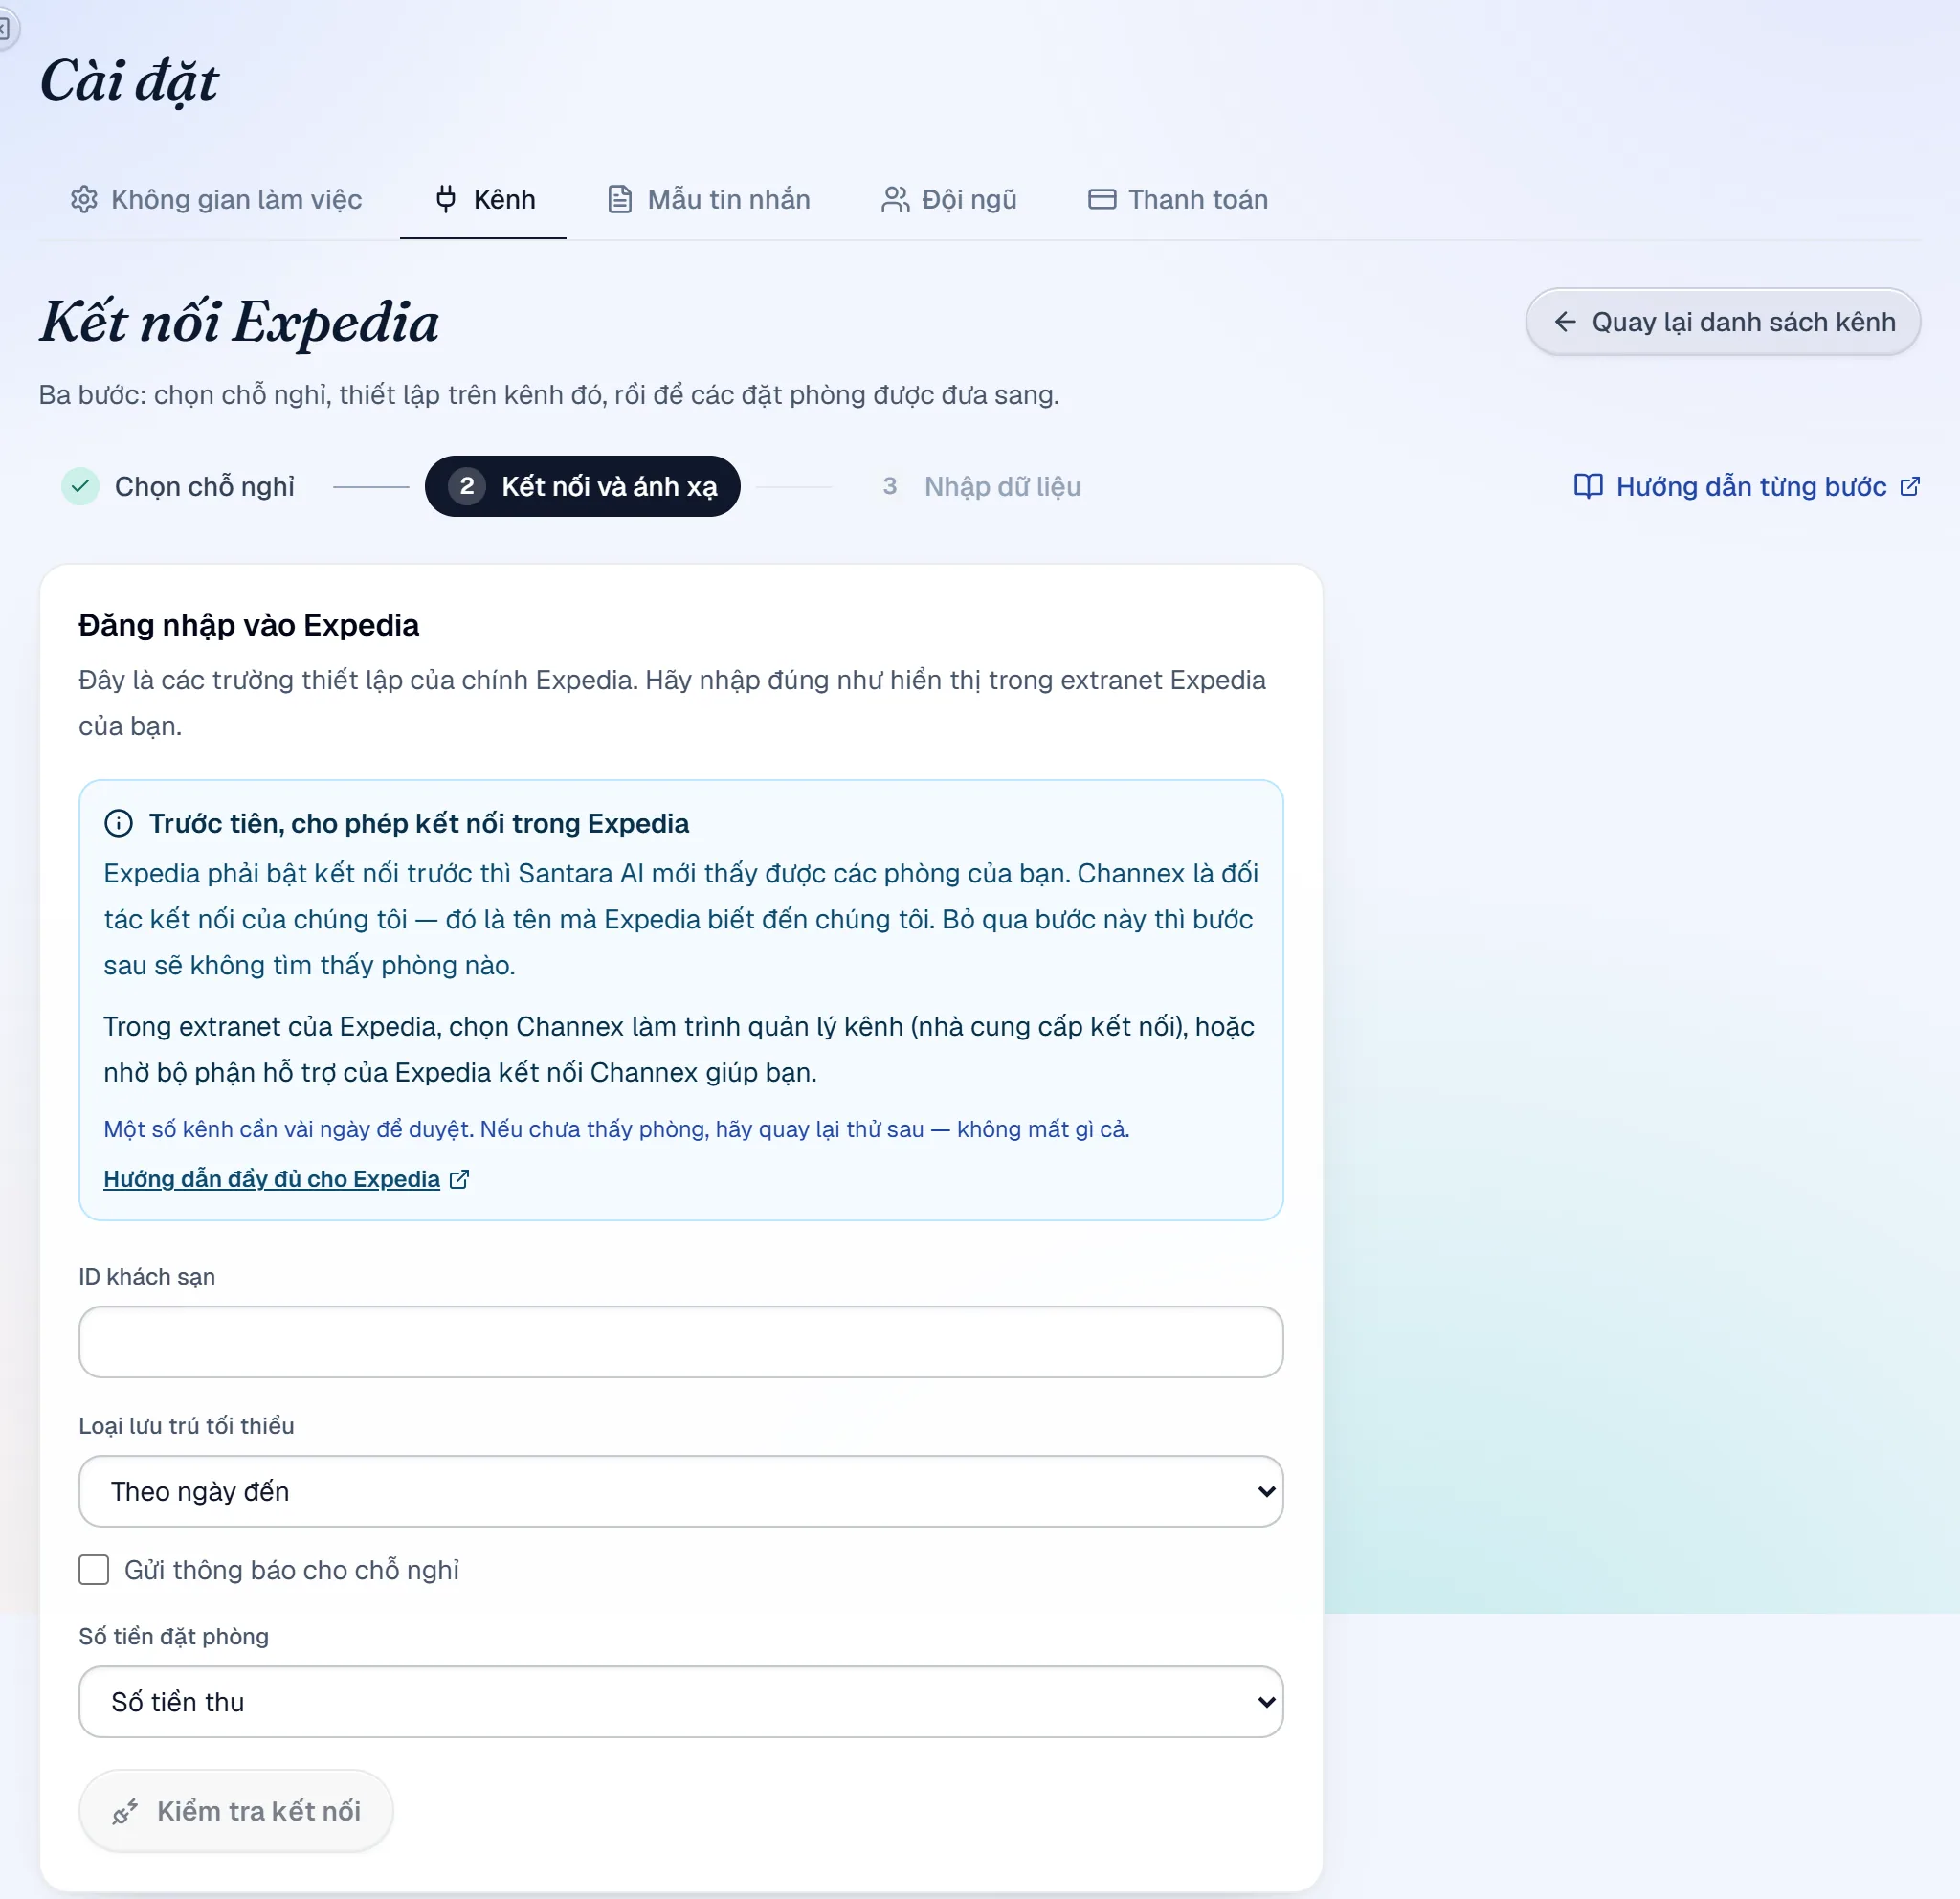 Cài đặt
Không gian làm việc
Kênh
Mẫu tin nhắn
Đội ngũ
Thanh toán
Kết nối Expedia
Quay lại danh sách kênh
Ba bước: chọn chỗ nghỉ, thiết lập trên kênh đó, rồi để các đặt phòng được đưa sang.
Chọn chỗ nghỉ
2 Kết nối và ánh xạ
3 Nhập dữ liệu
Hướng dẫn từng bước
Đăng nhập vào Expedia
Đây là các trường thiết lập của chính Expedia. Hãy nhập đúng như hiển thị trong extranet Expedia
của bạn.
Trước tiên, cho phép kết nối trong Expedia
Expedia phải bật kết nối trước thì Santara AI mới thấy được các phòng của bạn. Channex là đối
tác kết nối của chúng tôi — đó là tên mà Expedia biết đến chúng tôi. Bỏ qua bước này thì bước
sau sẽ không tìm thấy phòng nào.
Trong extranet của Expedia, chọn Channex làm trình quản lý kênh (nhà cung cấp kết nối), hoặc
nhờ bộ phận hỗ trợ của Expedia kết nối Channex giúp bạn.
Một số kênh cần vài ngày để duyệt. Nếu chưa thấy phòng, hãy quay lại thử sau — không mất gì cả.
Hướng dẫn đầy đủ cho Expedia
ID khách sạn
Loại lưu trú tối thiểu
Theo ngày đến
Gửi thông báo cho chỗ nghỉ
Số tiền đặt phòng
Số tiền thu
Kiểm tra kết nối